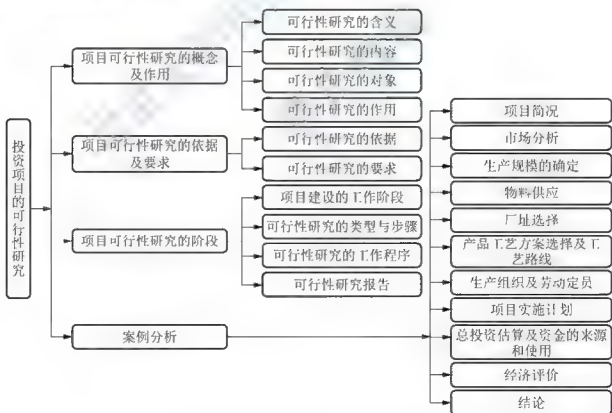 投资项目的可行性研究
项目可行性研究的概念
及作用
可行性研究的含义
可行性研究的内容
可行性研究的对象
可行性研究的作用
项目可行性研究的依据
及要求
可行性研究的依据
可行性研究的要求
项目可行性研究的阶段
项目建设的工作阶段
可行性研究的类型与步骤
可行性研究的工作程序
可行性研究报告
案例分析
项目简况
市场分析
生产规模的确定
物料供应
厂址选择
产品工艺方案选择及工
艺路线
生产组织及劳动定员
项目实施计划
总投资估算及资金的来源
和使用
经济评价
结论